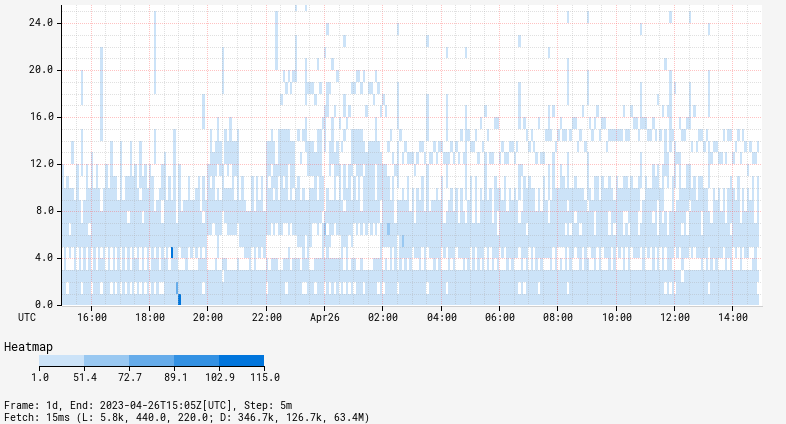 24.0
20.0
16.0
12.0
8.0
4.0
0.0
UTC 16:00 18:00 20:00 22:00 Apr26 02:00 04:00 06:00 08:00 10:00 12:00 14:00
Heatmap
1.0 51.4 72.7 89.1 102.9 115.0
Frame: 1d, End: 2023-04-26T15:05Z[UTC], Step: 5m
Fetch: 15ms (L: 5.8k, 440.0, 220.0; D: 346.7k, 126.7k, 63.4M)